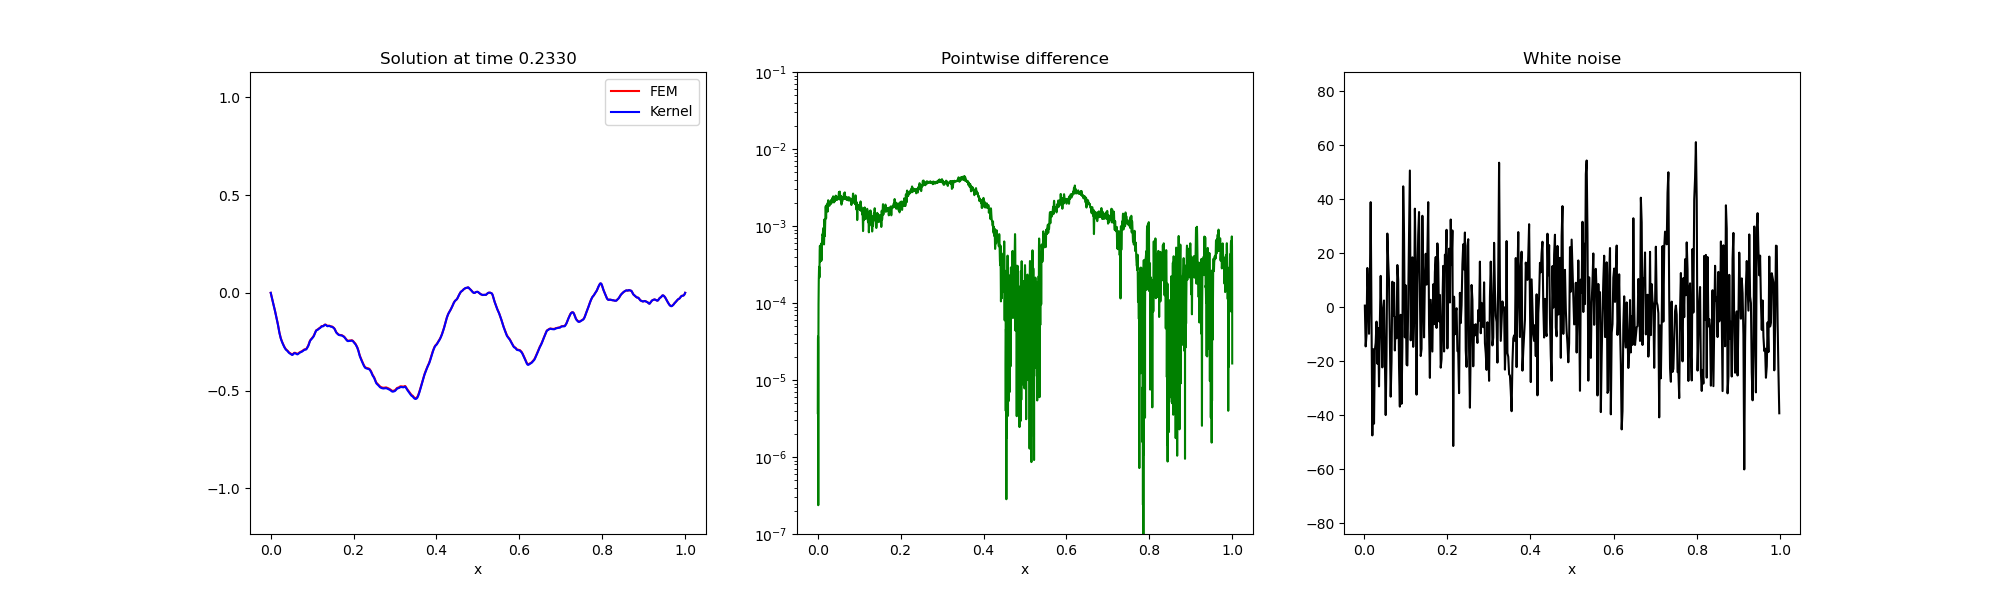 Solution at time 0.2330
1.0
0.5
0.0
−0.5
−1.0
0.0 0.2 0.4 0.6 0.8 1.0
x
FEM
Kernel
Pointwise difference
10⁻¹
10⁻²
10⁻³
10⁻⁴
10⁻⁵
10⁻⁶
10⁻⁷
0.0 0.2 0.4 0.6 0.8 1.0
x
White noise
80
60
40
20
0
−20
−40
−60
−80
0.0 0.2 0.4 0.6 0.8 1.0
x